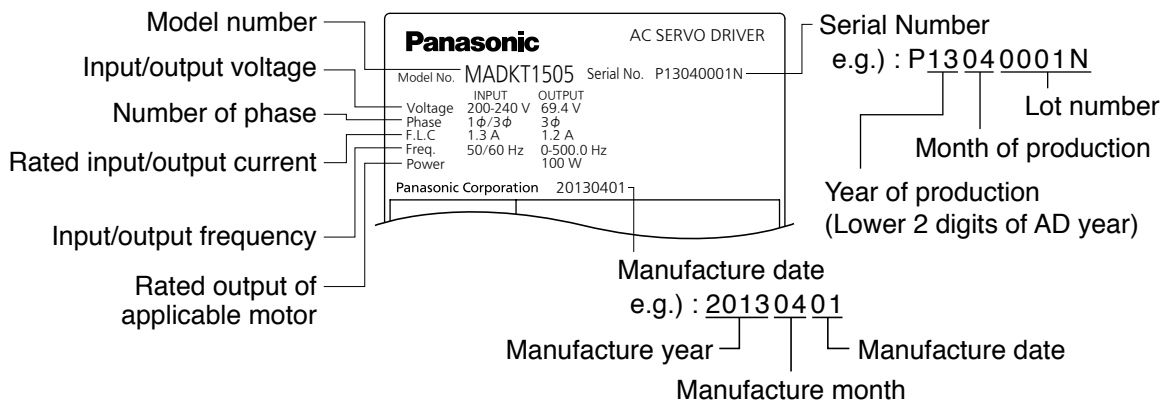 Model number
Input/output voltage
Number of phase
Rated input/output current
Input/output frequency
Rated output of
applicable motor
Panasonic AC SERVO DRIVER
Model No. MADKT1505 Serial No. P13040001N
INPUT OUTPUT
Voltage 200-240 V 69.4 V
Phase 1ϕ/3ϕ 3ϕ
F.L.C 1.3 A 1.2 A
Freq. 50/60 Hz 0-500.0 Hz
Power 100 W
Panasonic Corporation 20130401
Serial Number
e.g.) : P13040001N
Lot number
Month of production
Year of production
(Lower 2 digits of AD year)
Manufacture date
e.g.) : 20130401
Manufacture year
Manufacture date
Manufacture month